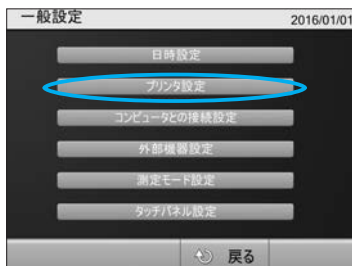 一般設定
2016/01/01
日時設定
プリンタ設定
コンピュータとの接続設定
外部機器設定
測定モード設定
タッチパネル設定
戻る